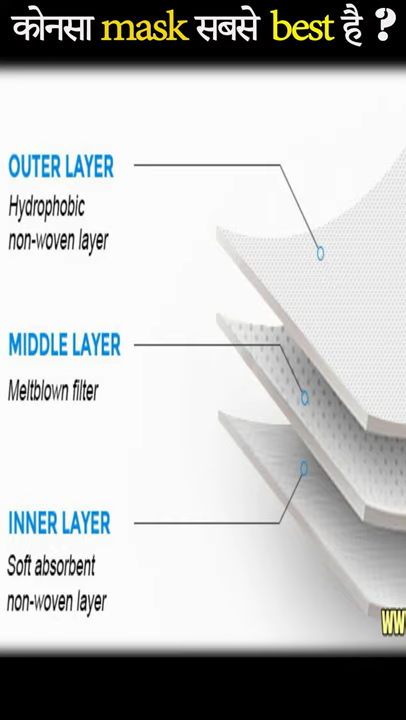 कोनसा mask सबसे best है ?
OUTER LAYER
Hydrophobic
non-woven layer
MIDDLE LAYER
Meltblown filter
INNER LAYER
Soft absorbent
non-woven layer
WW